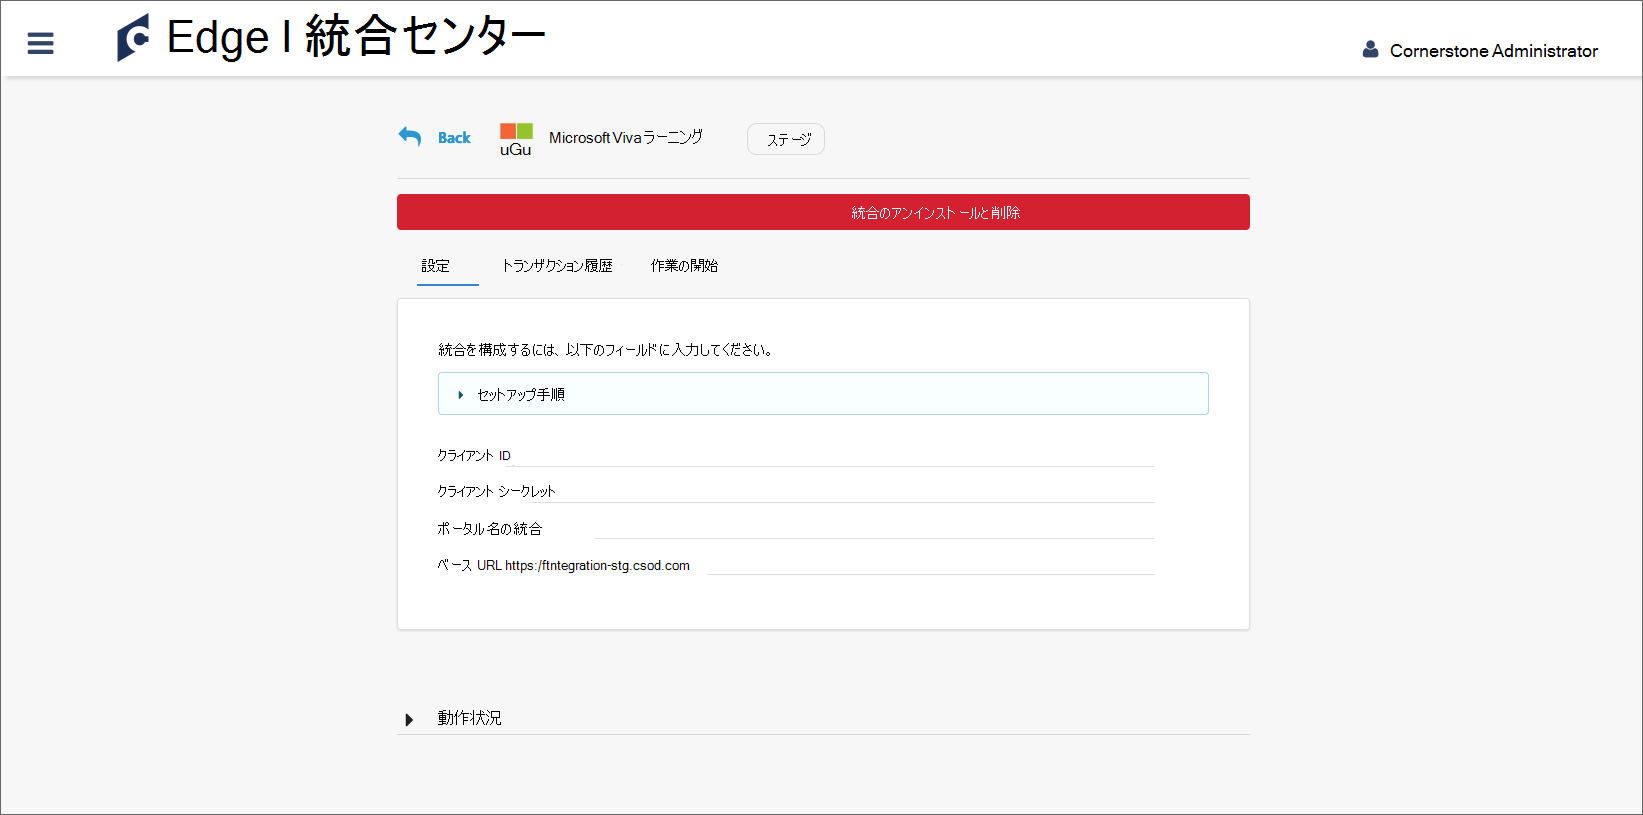 Edge I 統合センター
Cornerstone Administrator
Back
uGu
Microsoft Viva ラーニング
ステージ
統合のアンインストールと削除
設定
トランザクション履歴
作業の開始
統合を構成するには、以下のフィールドに入力してください。
セットアップ手順
クライアント ID
クライアント シークレット
ポータル名の統合
ベース URL https:/ftntegration-stg.csod.com
動作状況